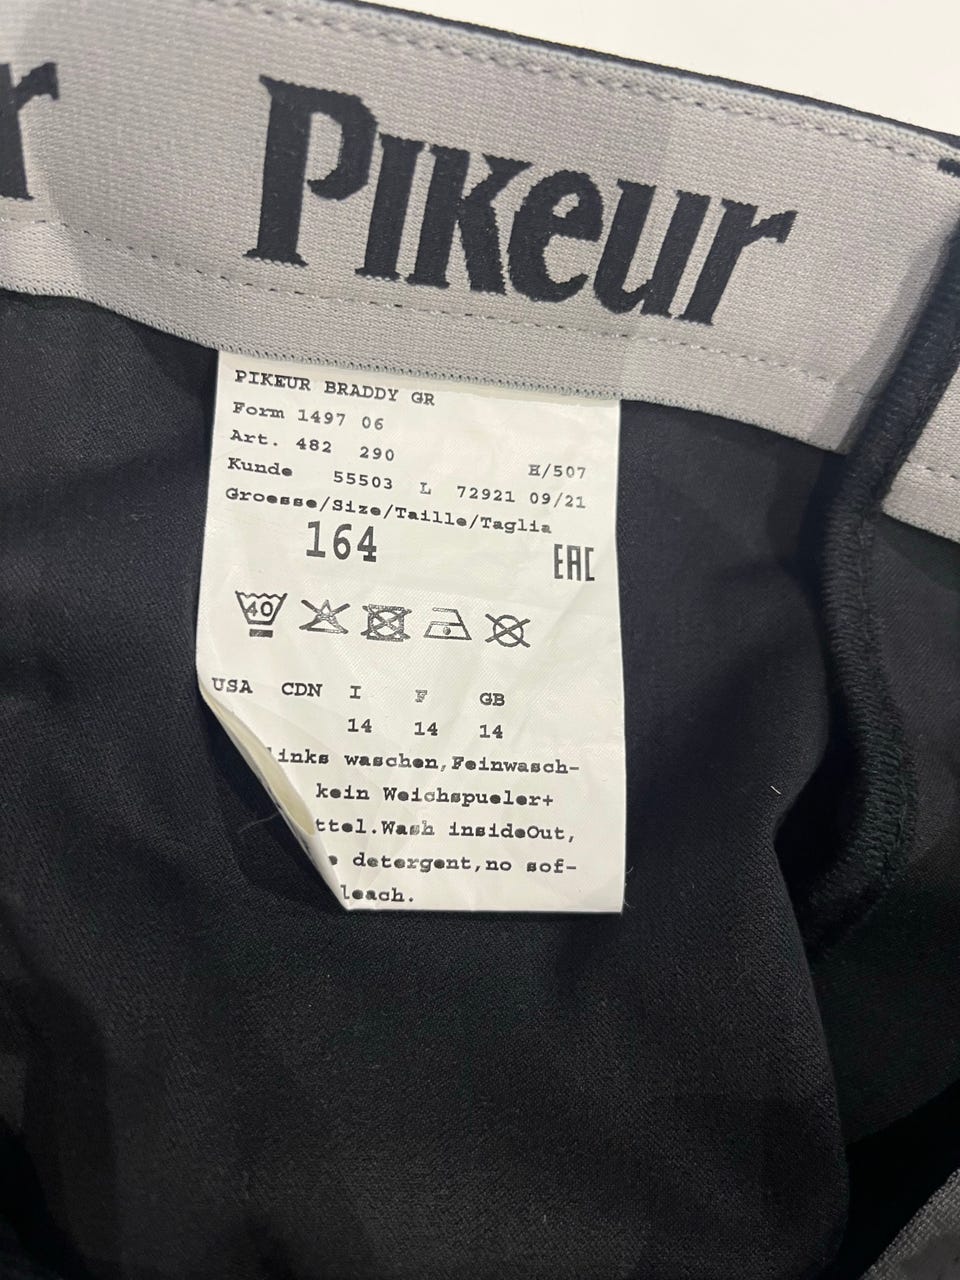 Pikeur
PIKEUR BRADDY GR
Form 1497 06
Art. 482 290 H/507
Kunde 55503 L 72921 09/21
Groesse/Size/Taille/Taglia
164 EAC
40
USA CDN I F GB
14 14 14
links waschen,Feinwasch-
kein Weichspueler+
ttel.Wash insideOut,
detergent,no sof-
leach.